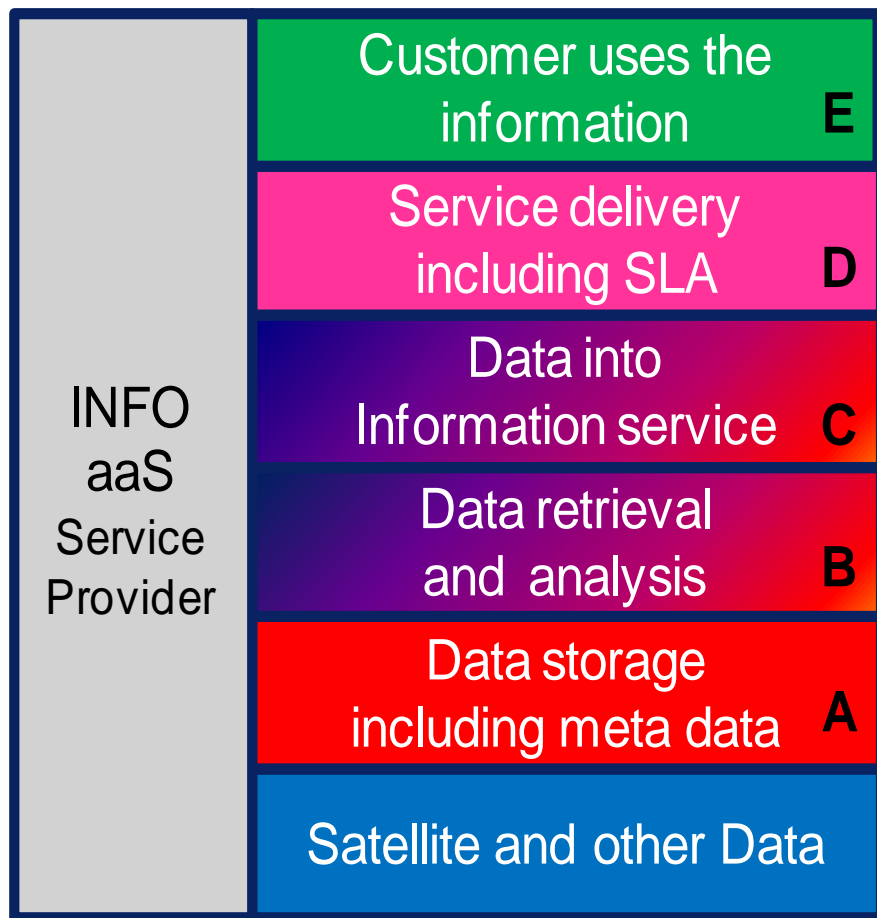 INFO
aaS
Service
Provider
Customer uses the
information E
Service delivery
including SLA D
Data into
Information service C
Data retrieval
and analysis B
Data storage
including meta data A
Satellite and other Data